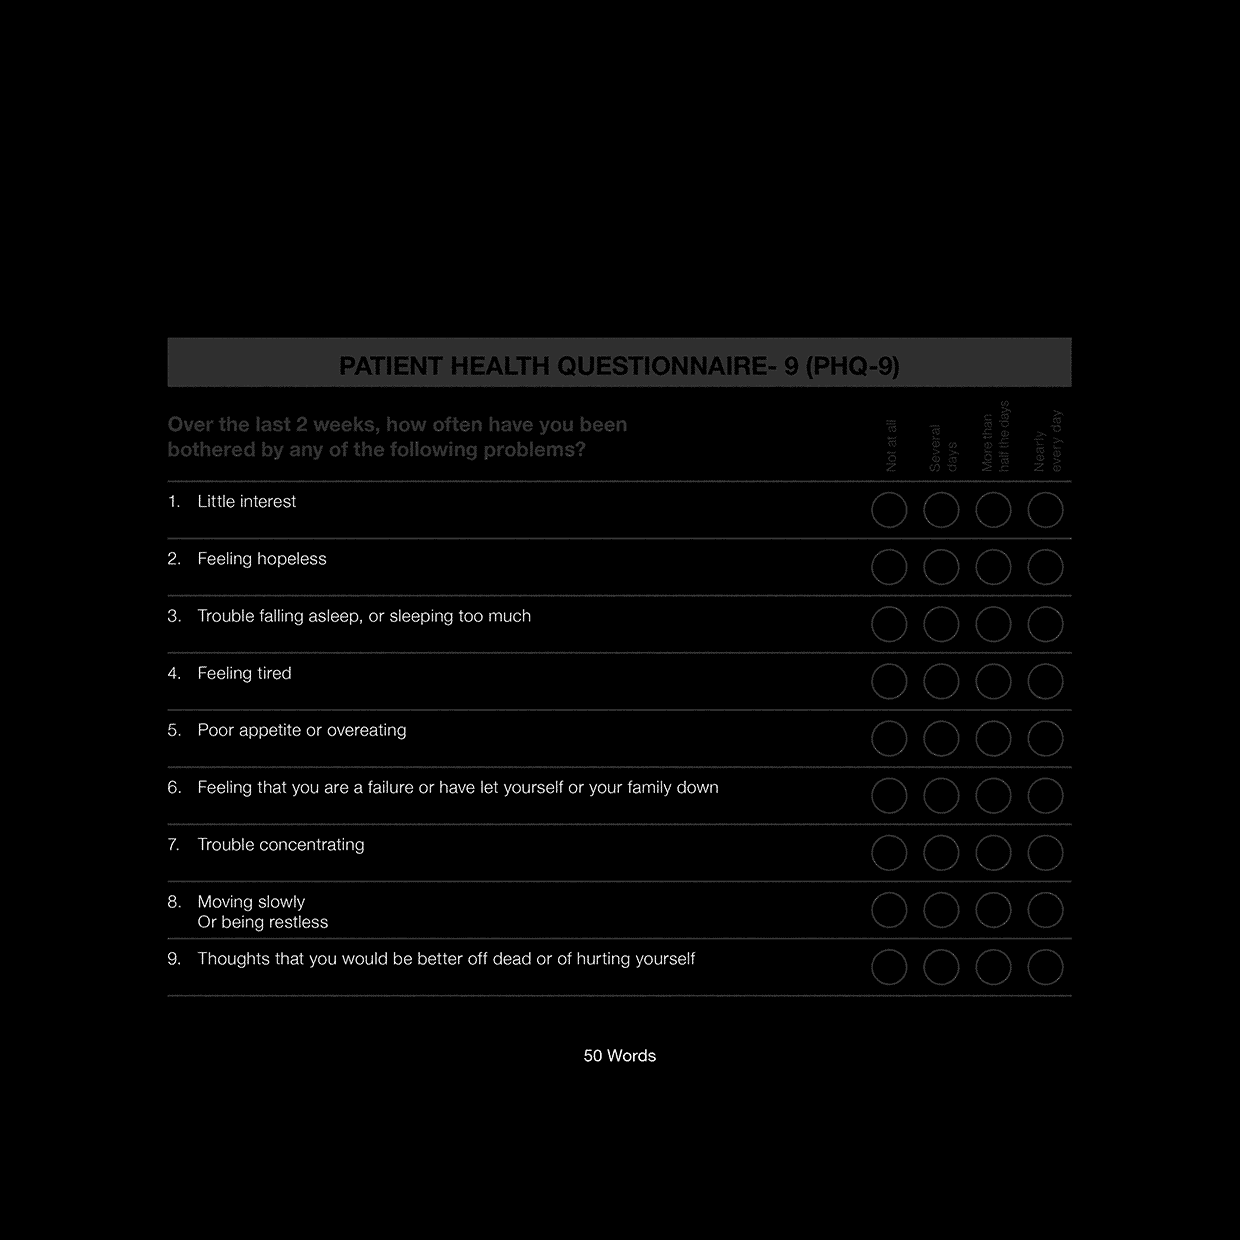 PATIENT HEALTH QUESTIONNAIRE- 9 (PHQ-9)
Over the last 2 weeks, how often have you been
bothered by any of the following problems?
Not at all
Several
days
More than
half the days
Nearly
every day
1. Little interest
2. Feeling hopeless
3. Trouble falling asleep, or sleeping too much
4. Feeling tired
5. Poor appetite or overeating
6. Feeling that you are a failure or have let yourself or your family down
7. Trouble concentrating
8. Moving slowly
Or being restless
9. Thoughts that you would be better off dead or of hurting yourself
50 Words